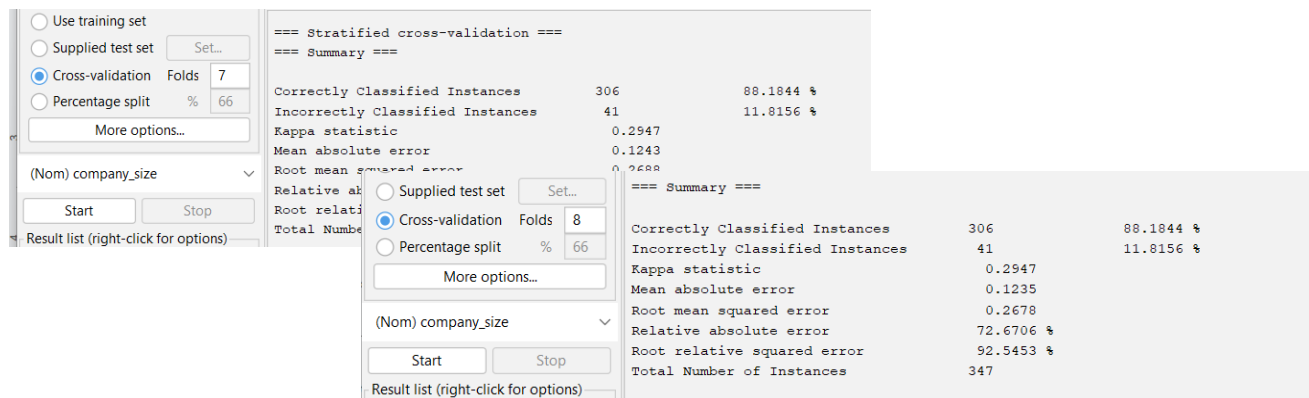 Use training set
Supplied test set Set...
Cross-validation Folds 7
Percentage split % 66
More options...
(Nom) company_size
Start Stop
Result list (right-click for options)
=== Stratified cross-validation ===
=== Summary ===
Correctly Classified Instances 306 88.1844 %
Incorrectly Classified Instances 41 11.8156 %
Kappa statistic 0.2947
Mean absolute error 0.1243
Root mean squared error 0.2688
Relative ab
Root relati
Total Numbe
Supplied test set Set...
Cross-validation Folds 8
Percentage split % 66
More options...
(Nom) company_size
Start Stop
Result list (right-click for options)
=== Summary ===
Correctly Classified Instances 306 88.1844 %
Incorrectly Classified Instances 41 11.8156 %
Kappa statistic 0.2947
Mean absolute error 0.1235
Root mean squared error 0.2678
Relative absolute error 72.6706 %
Root relative squared error 92.5453 %
Total Number of Instances 347